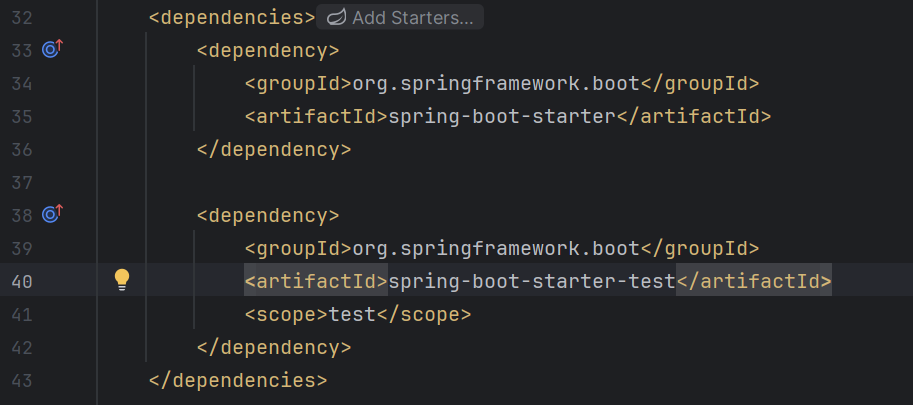 32 <dependencies> Add Starters...
33 <dependency>
34 <groupId>org.springframework.boot</groupId>
35 <artifactId>spring-boot-starter</artifactId>
36 </dependency>
37
38 <dependency>
39 <groupId>org.springframework.boot</groupId>
40 <artifactId>spring-boot-starter-test</artifactId>
41 <scope>test</scope>
42 </dependency>
43 </dependencies>